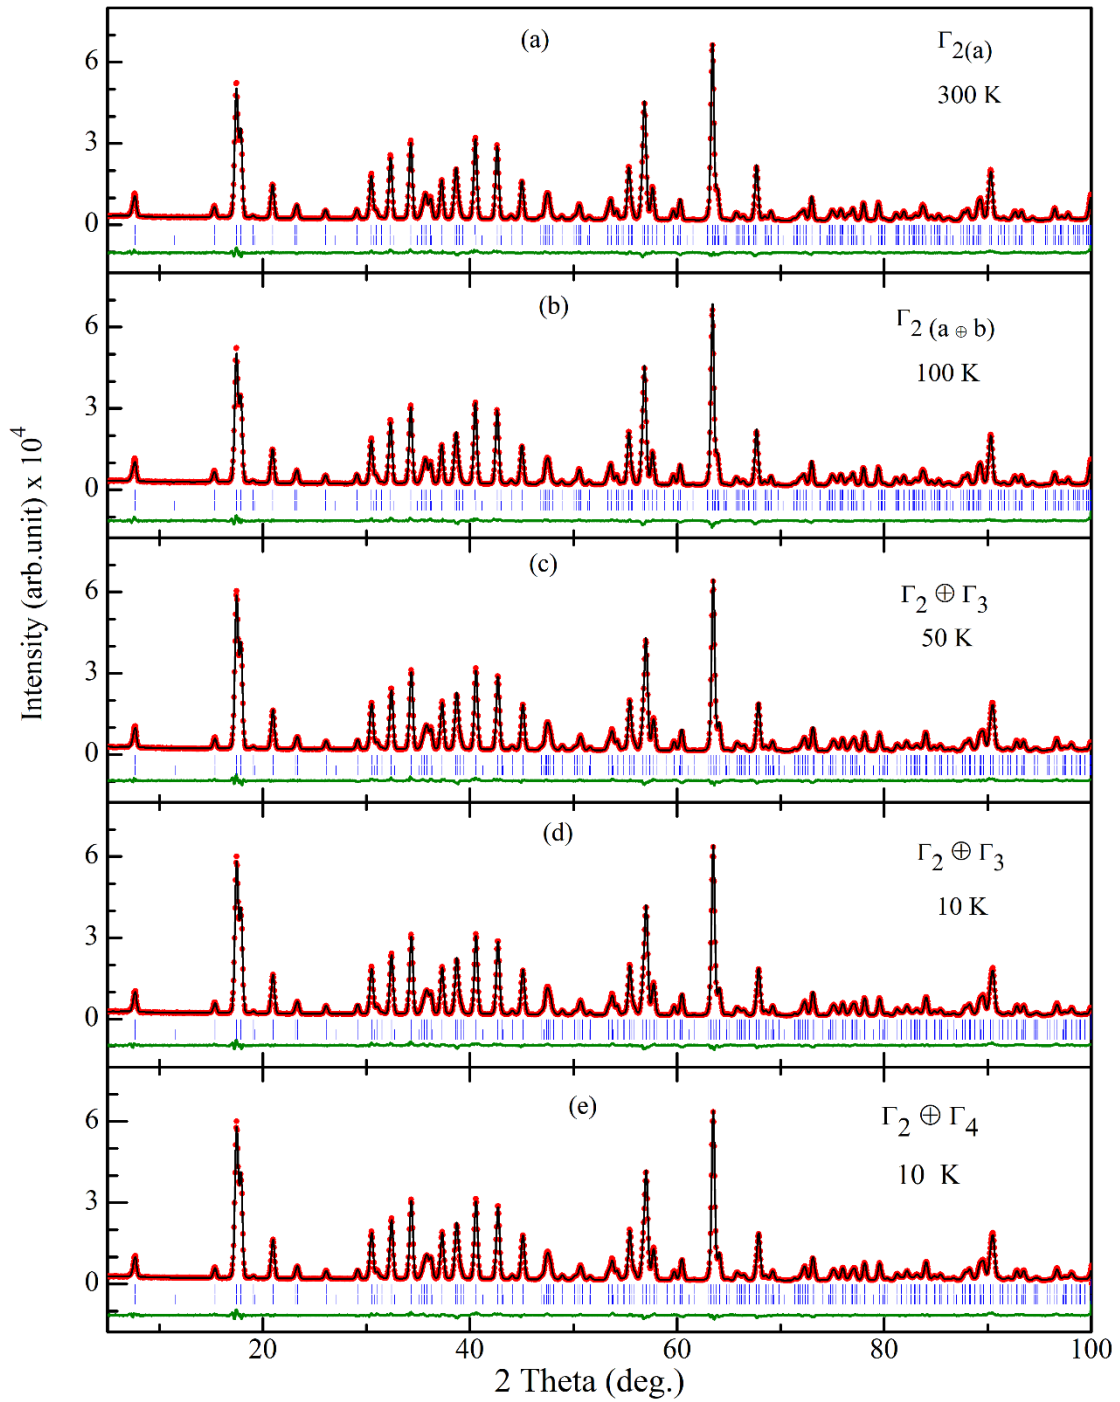 (a)
Γ2(a)
300 K
6
3
0
(b)
Γ2 (a ⊕ b)
100 K
6
3
0
(c)
Γ2 ⊕ Γ3
50 K
6
3
0
(d)
Γ2 ⊕ Γ3
10 K
6
3
0
(e)
Γ2 ⊕ Γ4
10 K
6
3
0
Intensity (arb.unit) x 10^4
20 40 60 80 100
2 Theta (deg.)